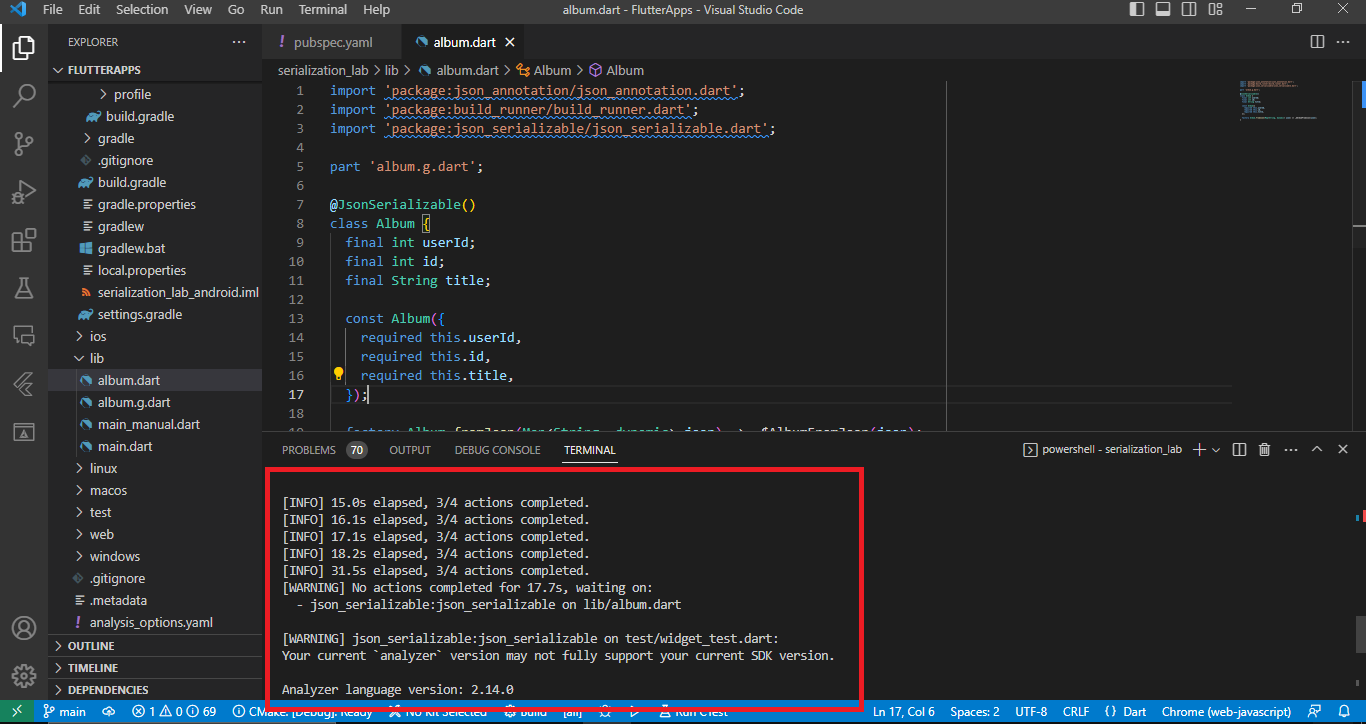 File Edit Selection View Go Run Terminal Help album.dart - FlutterApps - Visual Studio Code
EXPLORER
FLUTTERAPPS
profile
build.gradle
gradle
.gitignore
build.gradle
gradle.properties
gradlew
gradlew.bat
local.properties
serialization_lab_android.iml
settings.gradle
ios
lib
album.dart
album.g.dart
main_manual.dart
main.dart
linux
macos
test
web
windows
.gitignore
.metadata
analysis_options.yaml
OUTLINE
TIMELINE
DEPENDENCIES
pubspec.yaml album.dart
serialization_lab > lib > album.dart > Album > Album
1 import 'package:json_annotation/json_annotation.dart';
2 import 'package:build_runner/build_runner.dart';
3 import 'package:json_serializable/json_serializable.dart';
4
5 part 'album.g.dart';
6
7 @JsonSerializable()
8 class Album {
9 final int userId;
10 final int id;
11 final String title;
12
13 const Album({
14 required this.userId,
15 required this.id,
16 required this.title,
17 });
18
factory Album.fromJson(Map<String, dynamic> json) => _$AlbumFromJson(json);
PROBLEMS 70 OUTPUT DEBUG CONSOLE TERMINAL powershell - serialization_lab
[INFO] 15.0s elapsed, 3/4 actions completed.
[INFO] 16.1s elapsed, 3/4 actions completed.
[INFO] 17.1s elapsed, 3/4 actions completed.
[INFO] 18.2s elapsed, 3/4 actions completed.
[INFO] 31.5s elapsed, 3/4 actions completed.
[WARNING] No actions completed for 17.7s, waiting on:
- json_serializable:json_serializable on lib/album.dart
[WARNING] json_serializable:json_serializable on test/widget_test.dart:
Your current `analyzer` version may not fully support your current SDK version.
Analyzer language version: 2.14.0
main 1 0 69 CMake: [Debug]: Ready No Kit Selected Build [all] Run CTest Ln 17, Col 6 Spaces: 2 UTF-8 CRLF {} Dart Chrome (web-javascript)